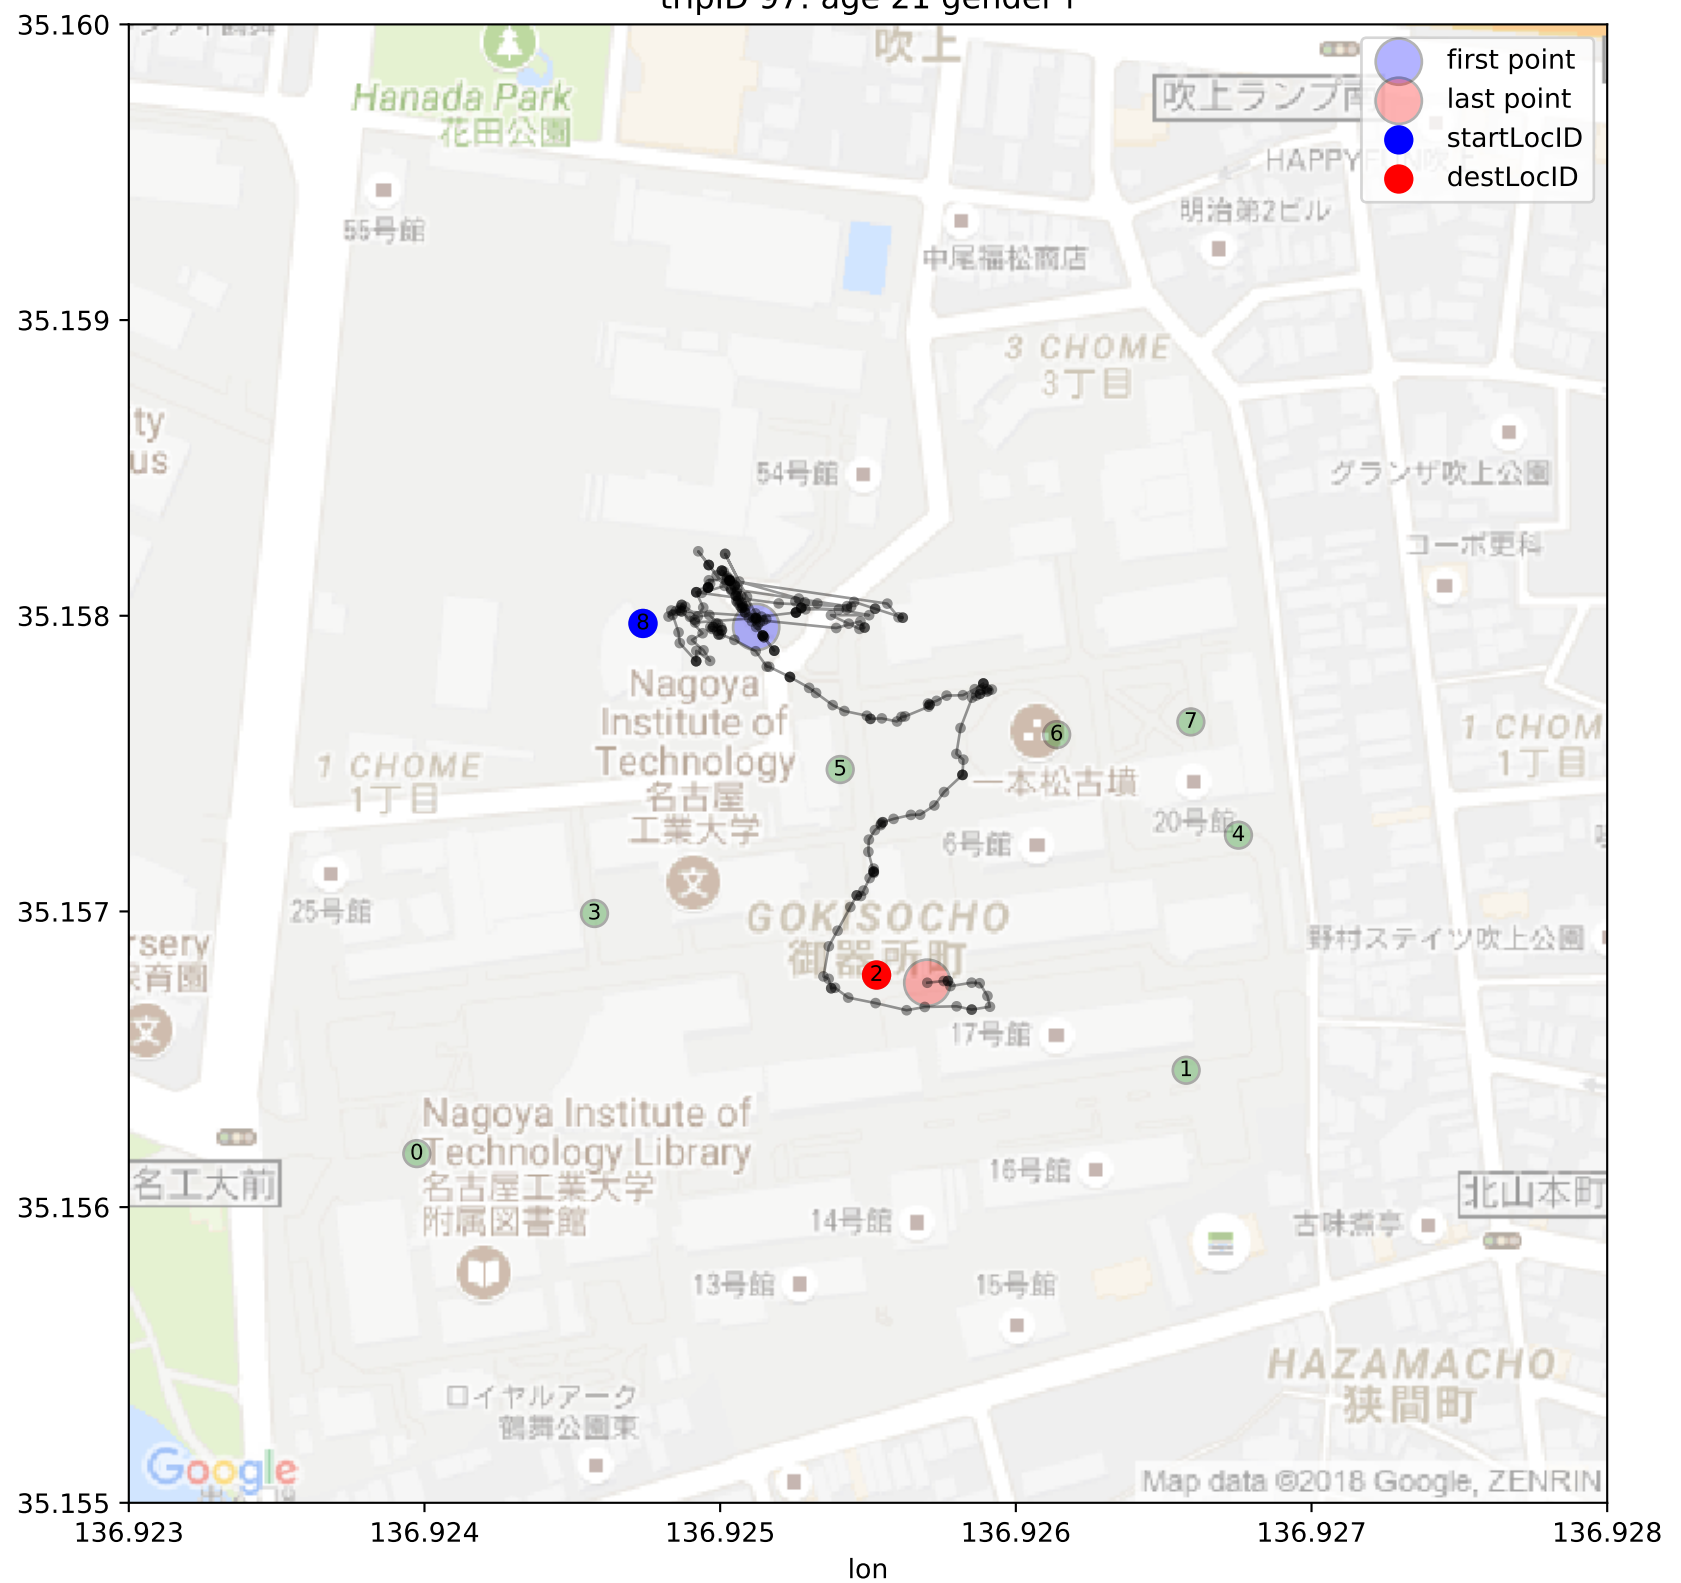 tripID 97: age 21 gender F
35.160
first point
last point
startLocID
destLocID
吹上
吹上ランプ南
Hanada Park
花田公園
55号館
明治第2ビル
中尾福松商店
35.159
3 CHOME
3丁目
54号館
グランザ吹上公園
コーポ更科
35.158
8
Nagoya
Institute of
Technology
名古屋
工業大学
5
6
7
一本松古墳
1 CHOME
1丁目
1 CHOM
1丁目
20号館
4
6号館
25号館
3
35.157
GOKISOCHO
御器所町
野村ステイツ吹上公園
rsery
保育園
2
17号館
1
Nagoya Institute of
Technology Library
名古屋工業大学
附属図書館
0
名工大前
16号館
北山本町
35.156
14号館
古味煮亭
13号館
15号館
HAZAMACHO
狭間町
ロイヤルアーク
鶴舞公園東
Google
Map data ©2018 Google, ZENRIN
35.155
136.923
136.924
136.925
136.926
136.927
136.928
lon